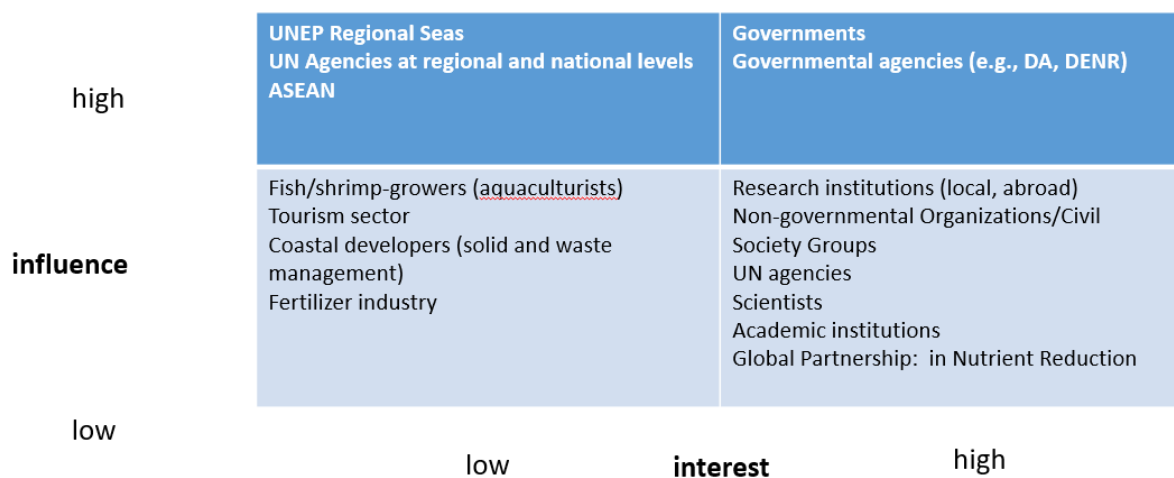 UNEP Regional Seas
UN Agencies at regional and national levels
ASEAN
Governments
Governmental agencies (e.g., DA, DENR)
high
Fish/shrimp-growers (aquaculturists)
Tourism sector
Coastal developers (solid and waste
management)
Fertilizer industry
Research institutions (local, abroad)
Non-governmental Organizations/Civil
Society Groups
UN agencies
Scientists
Academic institutions
Global Partnership:  in Nutrient Reduction
influence
low
low
interest
high